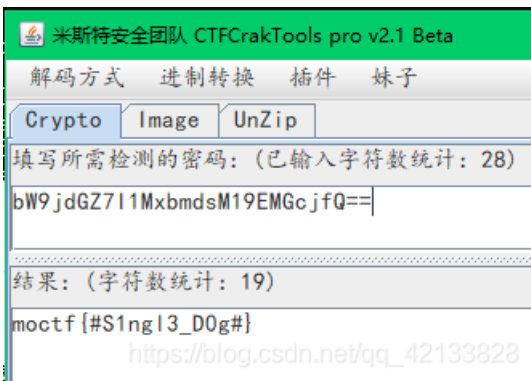 米斯特安全团队 CTFCrakTools pro v2.1 Beta
解码方式 进制转换 插件 妹子
Crypto Image UnZip
填写所需检测的密码: (已输入字符数统计: 28)
bW9jdGZ7I1MxbmdsM19EMGcjfQ==
结果: (字符数统计: 19)
moctf{#S1ngl3_D0g#}
https://blog.csdn.net/qq_42133828